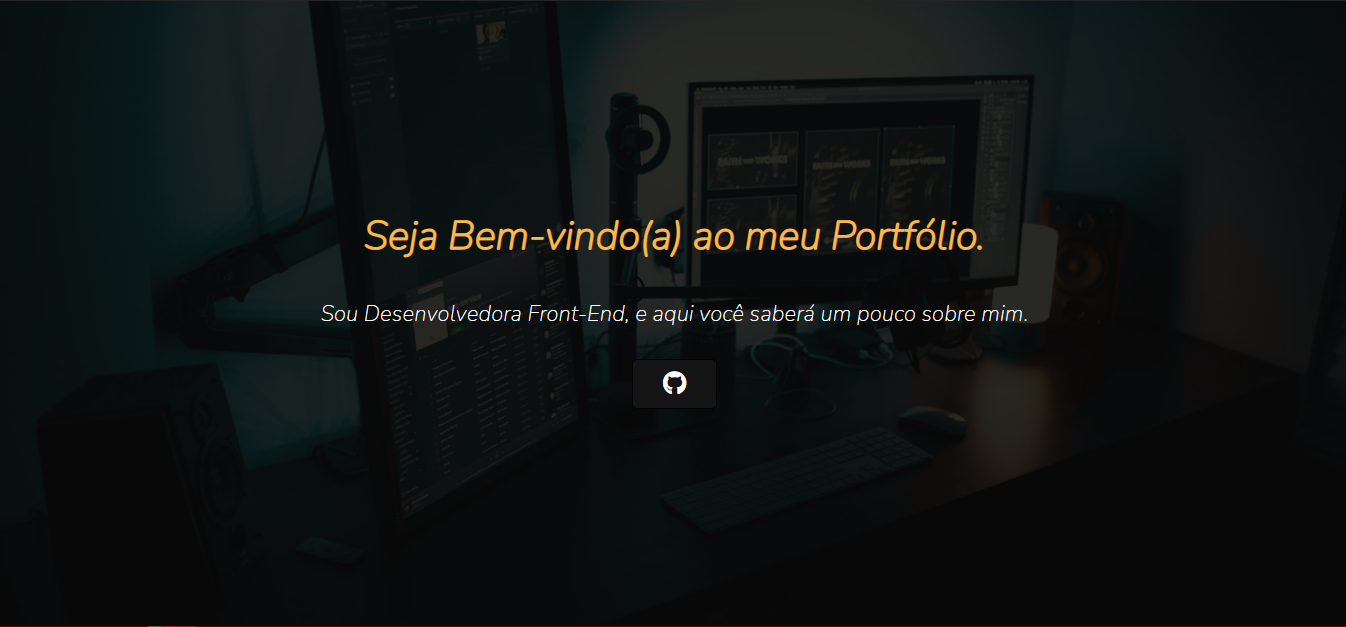 Seja Bem-vindo(a) ao meu Portfólio.
Sou Desenvolvedora Front-End, e aqui você saberá um pouco sobre mim.